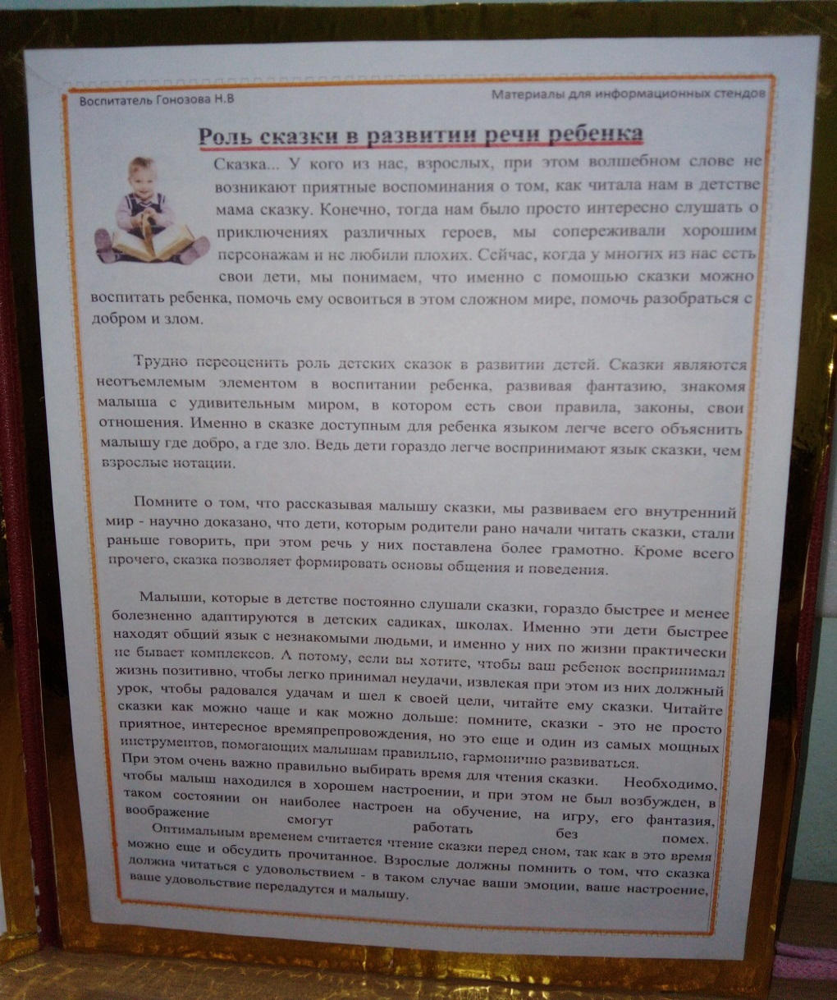 Воспитатель Гонозова Н.В
Материалы для информационных стендов
Роль сказки в развитии речи ребенка
Сказка... У кого из нас, взрослых, при этом волшебном слове не
возникают приятные воспоминания о том, как читала нам в детстве
мама сказку. Конечно, тогда нам было просто интересно слушать о
приключениях различных героев, мы сопереживали хорошим
персонажам и не любили плохих. Сейчас, когда у многих из нас есть
свои дети, мы понимаем, что именно с помощью сказки можно
воспитать ребенка, помочь ему освоиться в этом сложном мире, помочь разобраться с
добром и злом.
Трудно переоценить роль детских сказок в развитии детей. Сказки являются
неотъемлемым элементом в воспитании ребенка, развивая фантазию, знакомя
малыша с удивительным миром, в котором есть свои правила, законы, свои
отношения. Именно в сказке доступным для ребенка языком легче всего объяснить
малышу где добро, а где зло. Ведь дети гораздо легче воспринимают язык сказки, чем
взрослые нотации.
Помните о том, что рассказывая малышу сказки, мы развиваем его внутренний
мир - научно доказано, что дети, которым родители рано начали читать сказки, стали
раньше говорить, при этом речь у них поставлена более грамотно. Кроме всего
прочего, сказка позволяет формировать основы общения и поведения.
Малыши, которые в детстве постоянно слушали сказки, гораздо быстрее и менее
болезненно адаптируются в детских садиках, школах. Именно эти дети быстрее
находят общий язык с незнакомыми людьми, и именно у них по жизни практически
не бывает комплексов. А потому, если вы хотите, чтобы ваш ребенок воспринимал
жизнь позитивно, чтобы легко принимал неудачи, извлекая при этом из них должный
урок, чтобы радовался удачам и шел к своей цели, читайте ему сказки. Читайте
сказки как можно чаще и как можно дольше: помните, сказки - это не просто
приятное, интересное времяпрепровождения, но это еще и один из самых мощных
инструментов, помогающих малышам правильно, гармонично развиваться.
При этом очень важно правильно выбирать время для чтения сказки. Необходимо,
чтобы малыш находился в хорошем настроении, и при этом не был возбужден, в
таком состоянии он наиболее настроен на обучение, на игру, его фантазия,
воображение смогут работать без помех.
Оптимальным временем считается чтение сказки перед сном, так как в это время
можно еще и обсудить прочитанное. Взрослые должны помнить о том, что сказка
должна читаться с удовольствием - в таком случае ваши эмоции, ваше настроение,
ваше удовольствие передадутся и малышу.